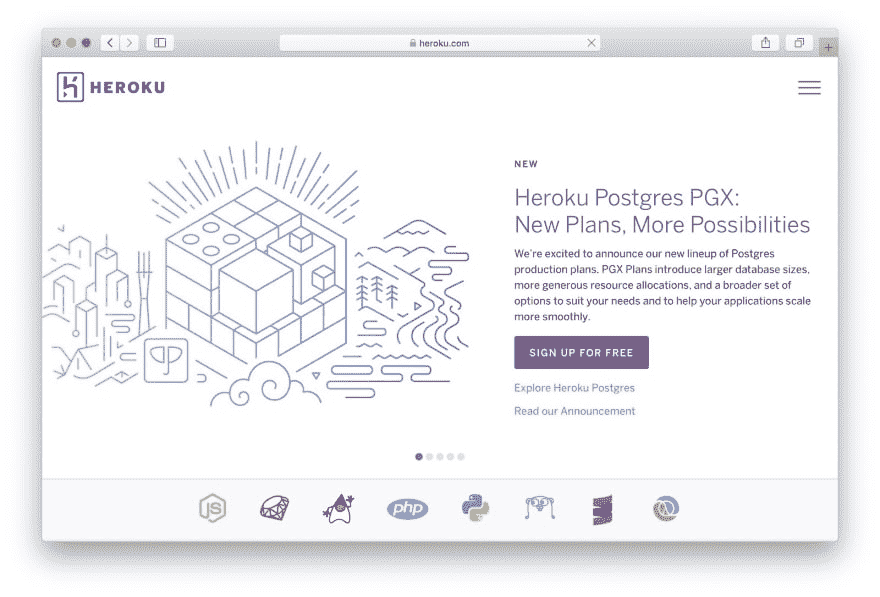 heroku.com
HEROKU
NEW
Heroku Postgres PGX:
New Plans, More Possibilities
We're excited to announce our new lineup of Postgres
production plans. PGX Plans introduce larger database sizes,
more generous resource allocations, and a broader set of
options to suit your needs and to help your applications scale
more smoothly.
SIGN UP FOR FREE
Explore Heroku Postgres
Read our Announcement
JS
php